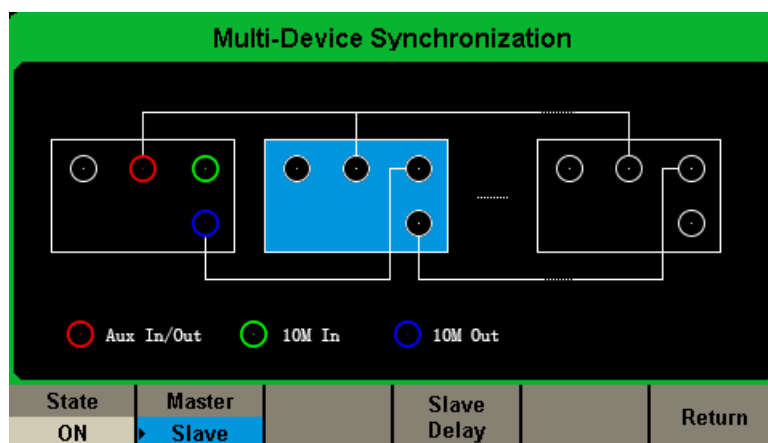 Multi-Device Synchronization
Aux In/Out 10M In 10M Out
State Master Slave Return
ON Slave Delay